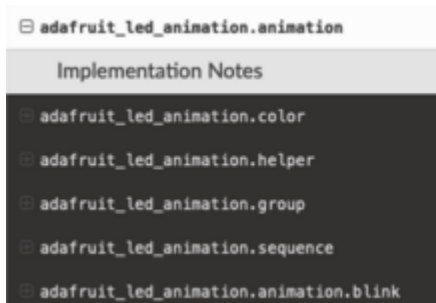 adafruit_led_animation.animation
Implementation Notes
adafruit_led_animation.color
adafruit_led_animation.helper
adafruit_led_animation.group
adafruit_led_animation.sequence
adafruit_led_animation.animation.blink